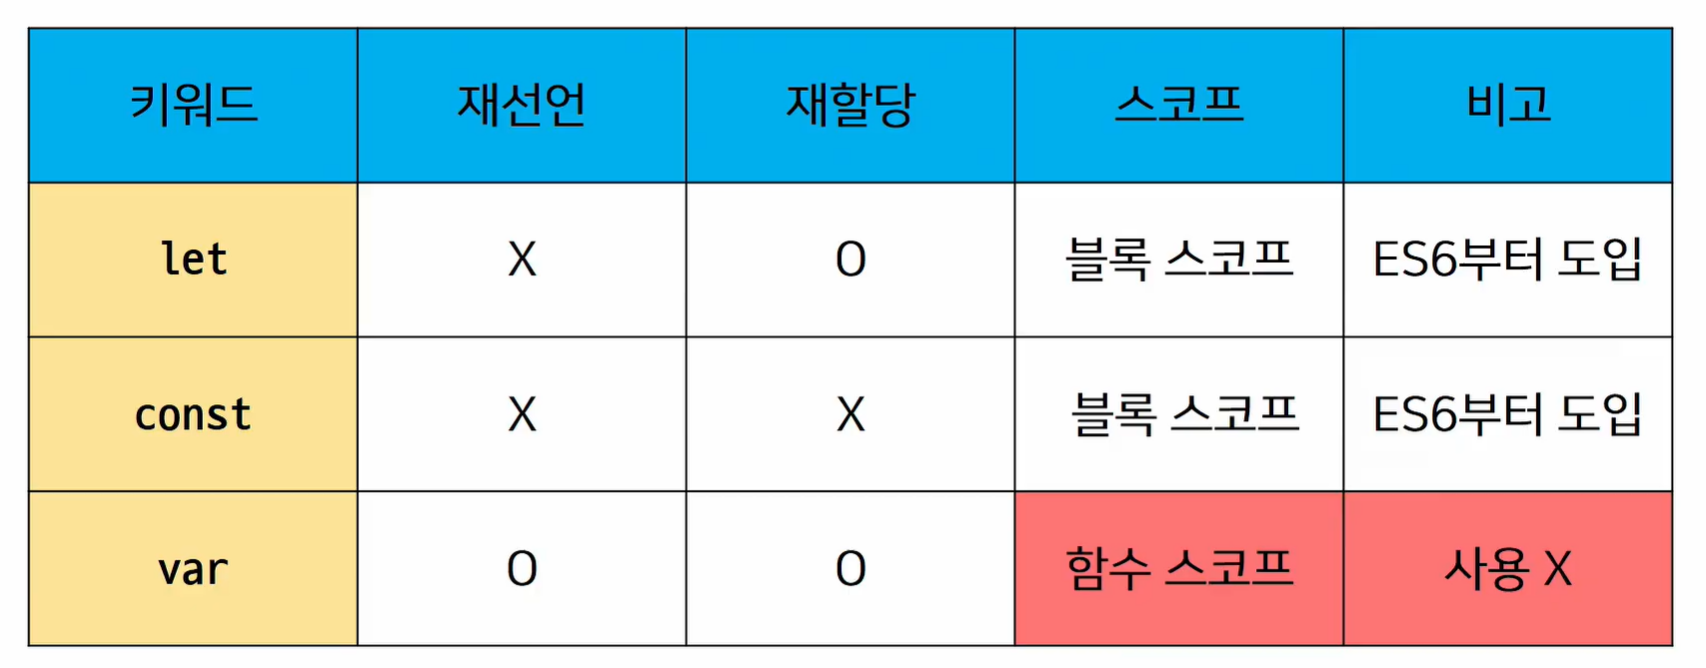 키워드 재선언 재할당 스코프 비고
let X O 블록 스코프 ES6부터 도입
const X X 블록 스코프 ES6부터 도입
var O O 함수 스코프 사용 X